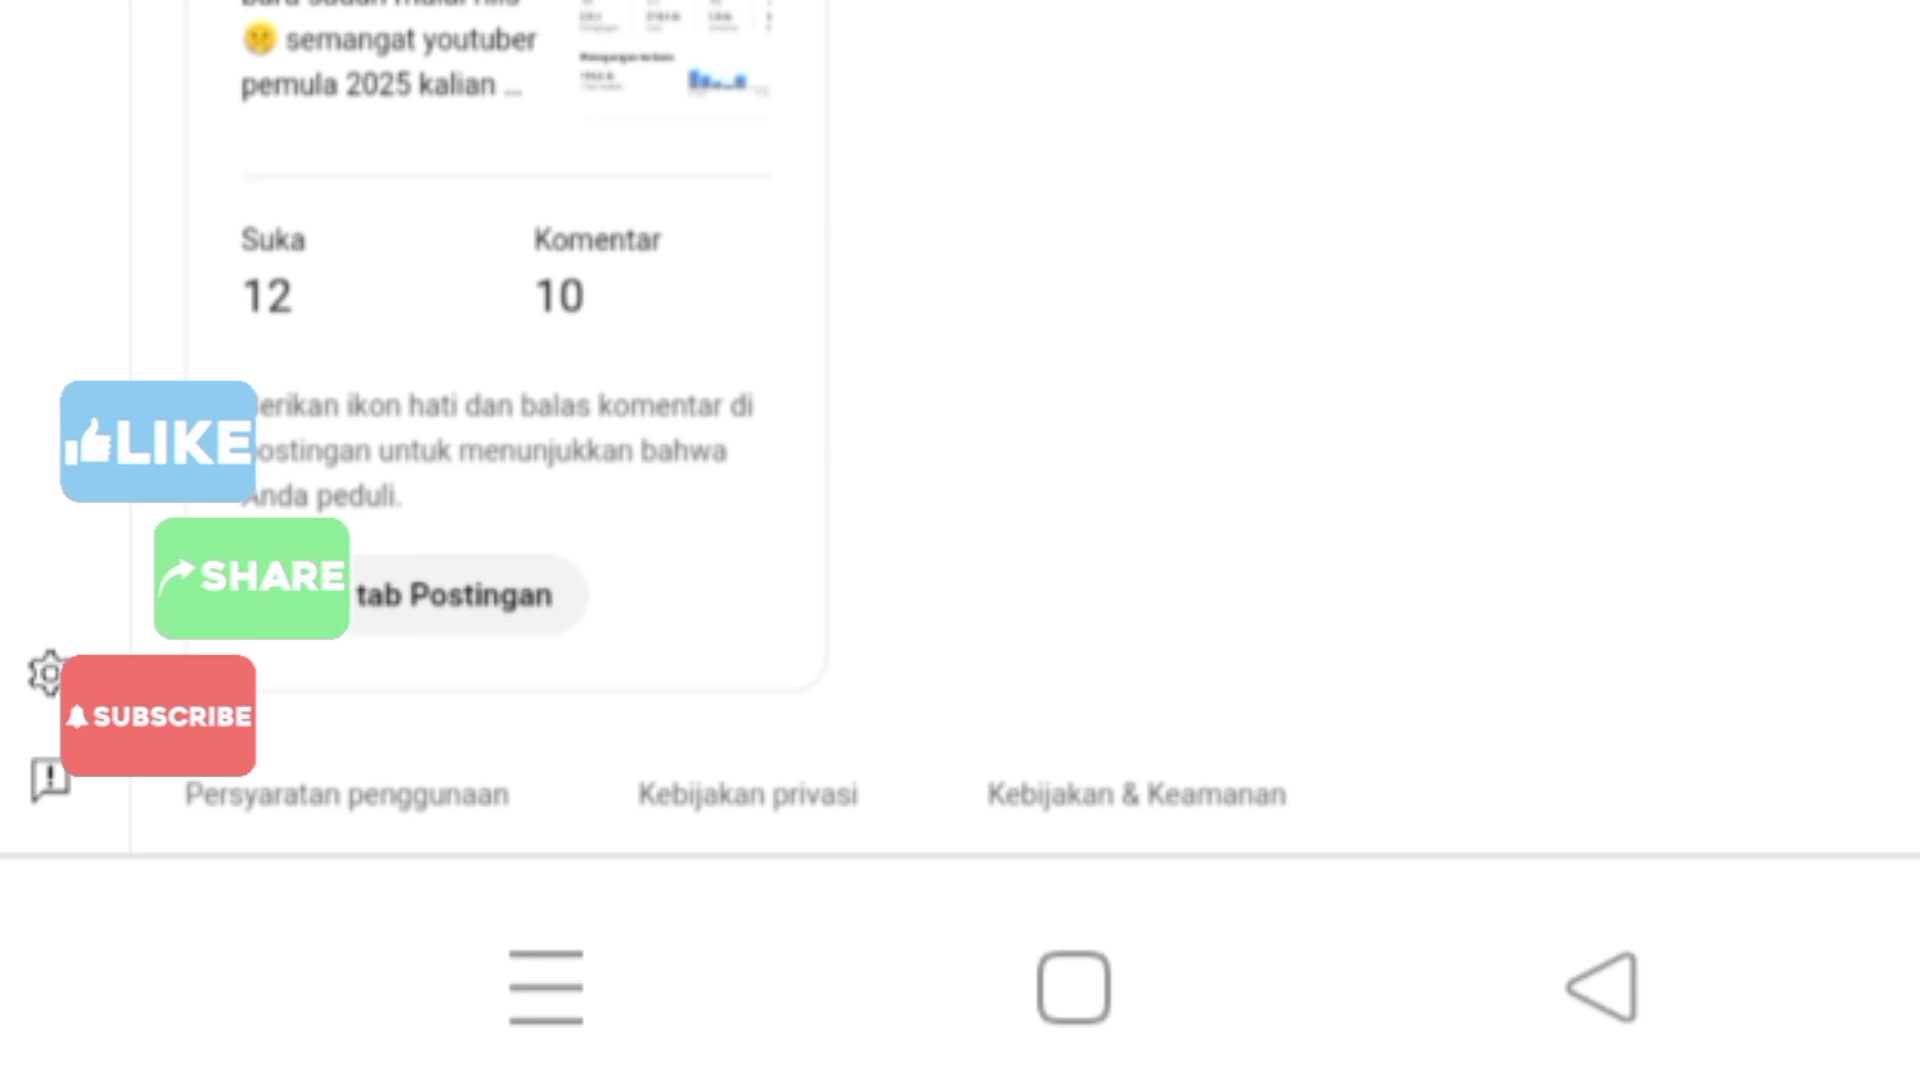 semangat youtuber
pemula 2025 kalian ...
Suka
Komentar
12
10
erikan ikon hati dan balas komentar di
ostingan untuk menunjukkan bahwa
Anda peduli.
LIKE
SHARE
tab Postingan
SUBSCRIBE
Persyaratan penggunaan
Kebijakan privasi
Kebijakan & Keamanan